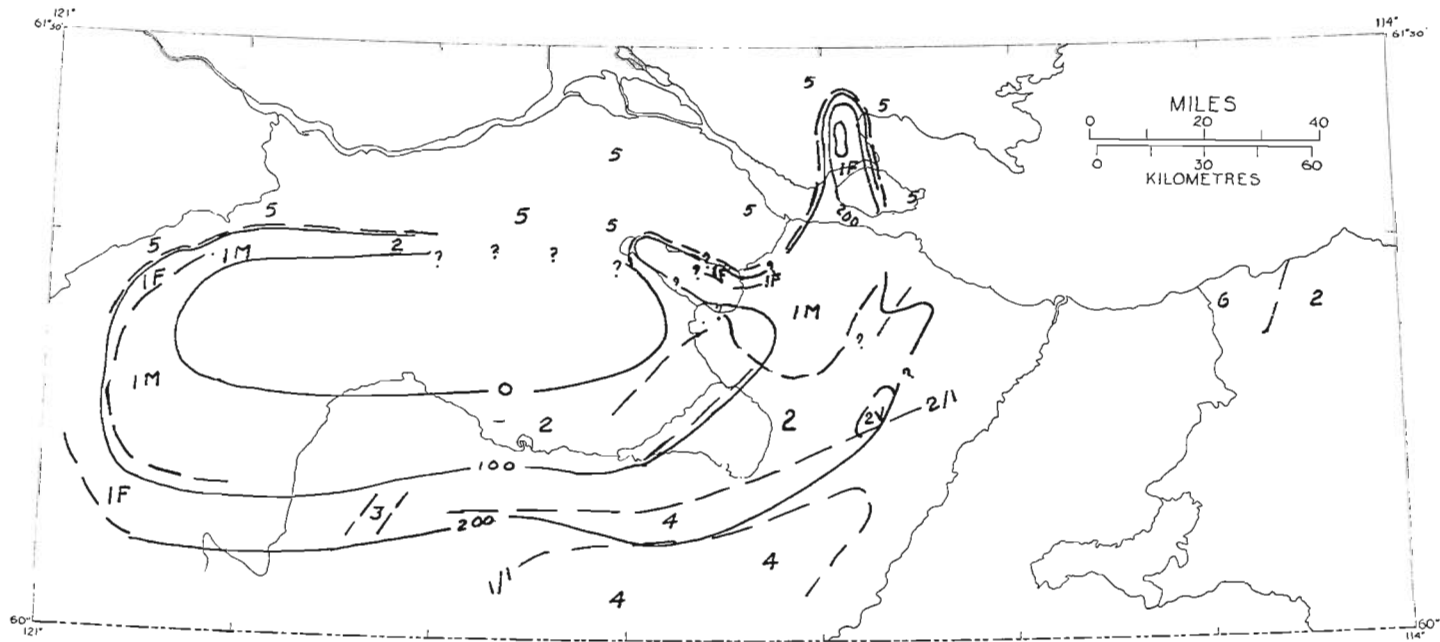 121° 114°
61°30' 61°30'
5 5
MILES
0 20 40
0 30 60
KILOMETRES
5 1F 5
5 5 5 5 200
5 1M 2 ? ? ? ? ? ? ?
1F 1F 1F
? 1M 6 2
?
1M 0 ?
2 2 2V 2/1
100
1F 3 200 4
4
1/1 4
60° 60°
121° 114°